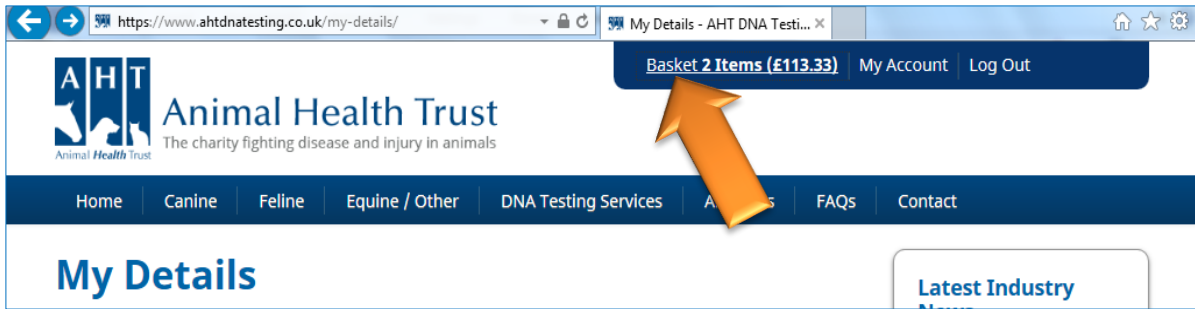 https://www.ahtdnatesting.co.uk/my-details/
My Details - AHT DNA Testi...
Basket 2 Items (£113.33) My Account Log Out
AHT
Animal Health Trust
Animal Health Trust
The charity fighting disease and injury in animals
Home Canine Feline Equine / Other DNA Testing Services FAQs Contact
My Details
Latest Industry
News